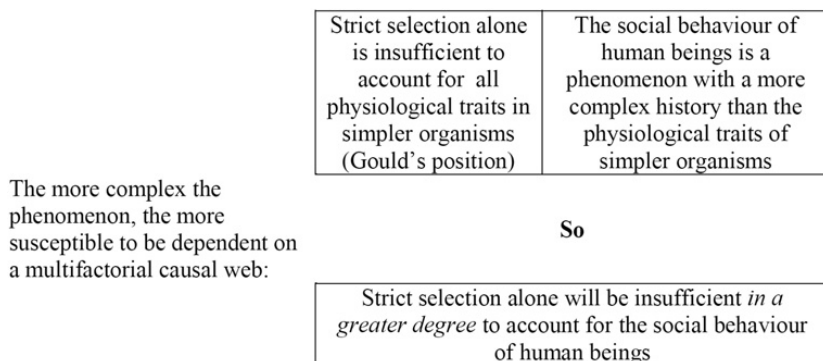 Strict selection alone
is insufficient to
account for  all
physiological traits in
simpler organisms
(Gould's position)
The social behaviour of
human beings is a
phenomenon with a more
complex history than the
physiological traits of
simpler organisms
The more complex the
phenomenon, the more
susceptible to be dependent on
a multifactorial causal web:
So
Strict selection alone will be insufficient in a
greater degree to account for the social behaviour
of human beings